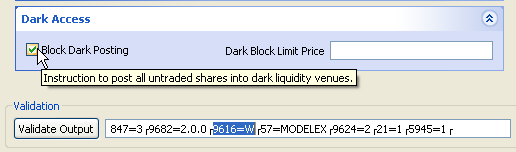 Dark Access
Block Dark Posting Dark Block Limit Price
Instruction to post all untraded shares into dark liquidity venues.
Validation
Validate Output 847=3 ┌9682=2.0.0 ┌9616=W ┌57=MODELEX ┌9624=2 ┌21=1 ┌5945=1 ┌